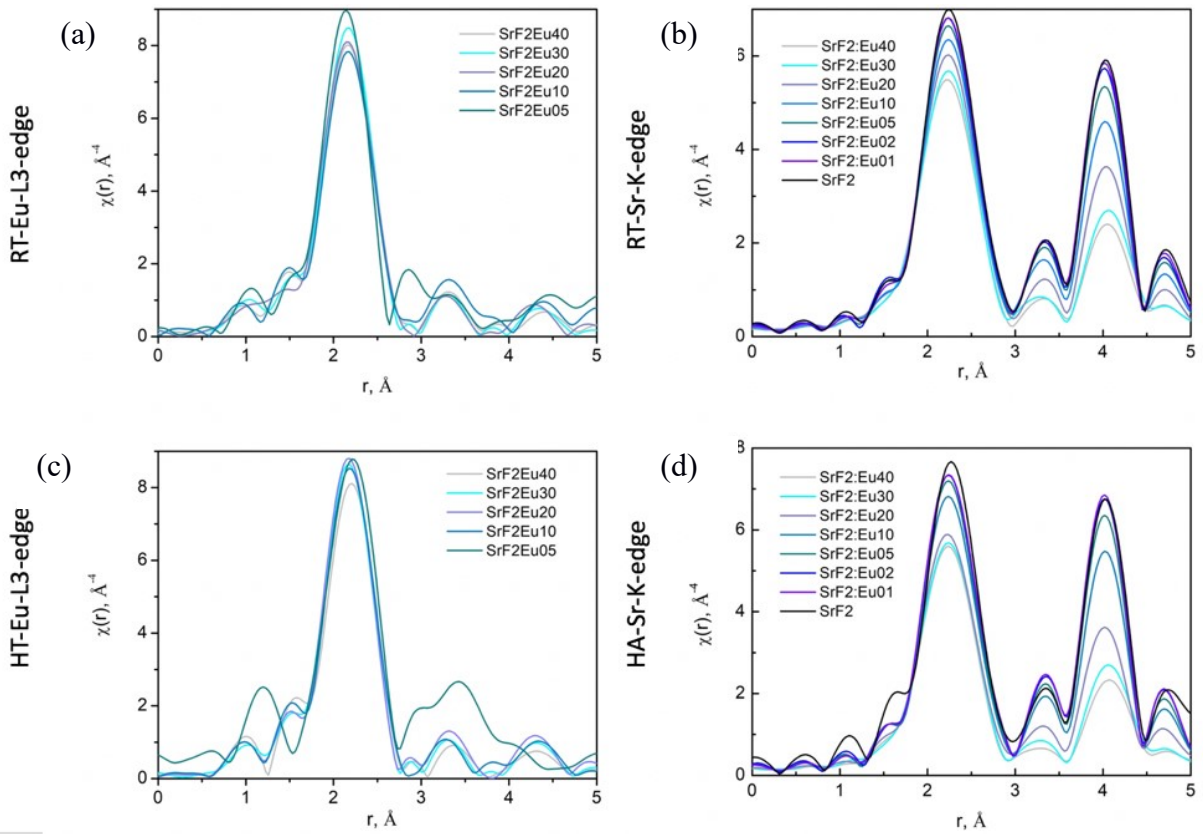 (a)
RT-Eu-L3-edge
χ(r), Å⁻⁴
8
6
4
2
0
SrF2Eu40
SrF2Eu30
SrF2Eu20
SrF2Eu10
SrF2Eu05
0 1 2 3 4 5
r, Å
(b)
RT-Sr-K-edge
χ(r), Å⁻⁴
6
4
2
0
SrF2:Eu40
SrF2:Eu30
SrF2:Eu20
SrF2:Eu10
SrF2:Eu05
SrF2:Eu02
SrF2:Eu01
SrF2
0 1 2 3 4 5
r, Å
(c)
HT-Eu-L3-edge
χ(r), Å⁻⁴
8
6
4
2
0
SrF2Eu40
SrF2Eu30
SrF2Eu20
SrF2Eu10
SrF2Eu05
0 1 2 3 4 5
r, Å
(d)
HA-Sr-K-edge
χ(r), Å⁻⁴
8
6
4
2
0
SrF2:Eu40
SrF2:Eu30
SrF2:Eu20
SrF2:Eu10
SrF2:Eu05
SrF2:Eu02
SrF2:Eu01
SrF2
0 1 2 3 4 5
r, Å